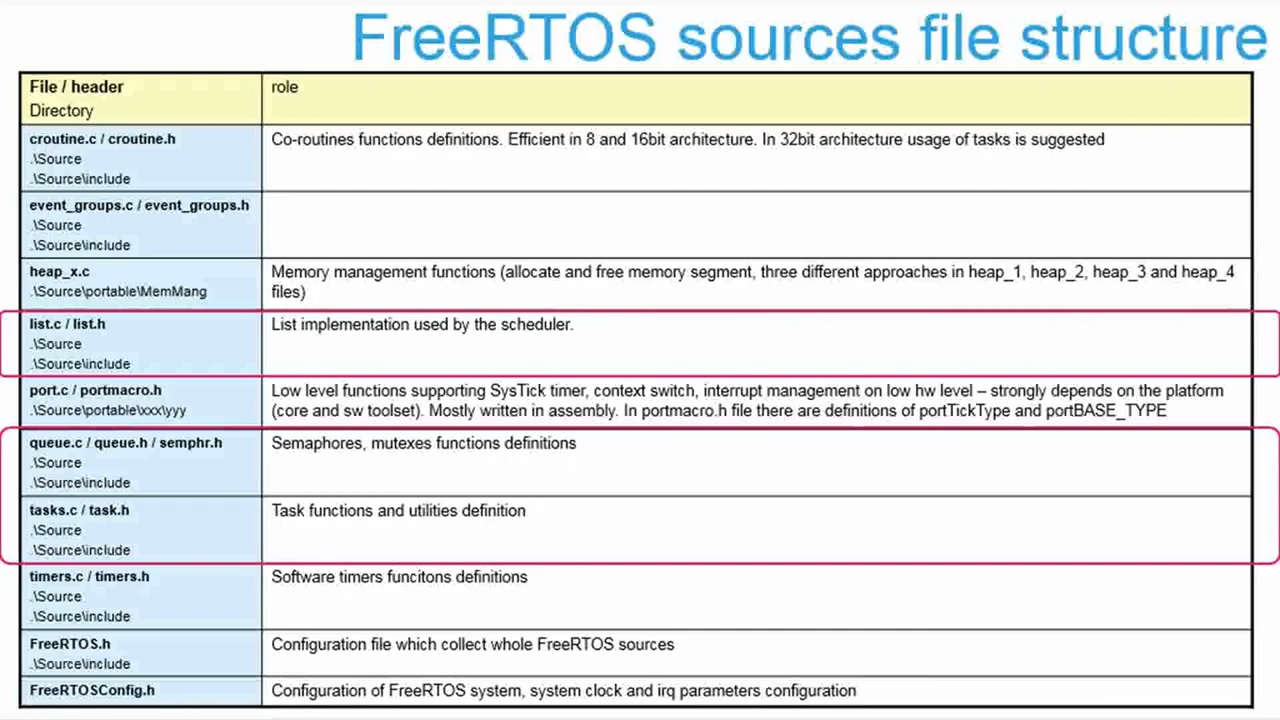 FreeRTOS sources file structure
File / header
Directory
role
croutine.c / croutine.h
.\Source
.\Source\include
Co-routines functions definitions. Efficient in 8 and 16bit architecture. In 32bit architecture usage of tasks is suggested
event_groups.c / event_groups.h
.\Source
.\Source\include
heap_x.c
.\Source\portable\MemMang
Memory management functions (allocate and free memory segment, three different approaches in heap_1, heap_2, heap_3 and heap_4
files)
list.c / list.h
.\Source
.\Source\include
List implementation used by the scheduler.
port.c / portmacro.h
.\Source\portable\xxx\yyy
Low level functions supporting SysTick timer, context switch, interrupt management on low hw level – strongly depends on the platform
(core and sw toolset). Mostly written in assembly. In portmacro.h file there are definitions of portTickType and portBASE_TYPE
queue.c / queue.h / semphr.h
.\Source
.\Source\include
Semaphores, mutexes functions definitions
tasks.c / task.h
.\Source
.\Source\include
Task functions and utilities definition
timers.c / timers.h
.\Source
.\Source\include
Software timers funcitons definitions
FreeRTOS.h
.\Source\include
Configuration file which collect whole FreeRTOS sources
FreeRTOSConfig.h
Configuration of FreeRTOS system, system clock and irq parameters configuration